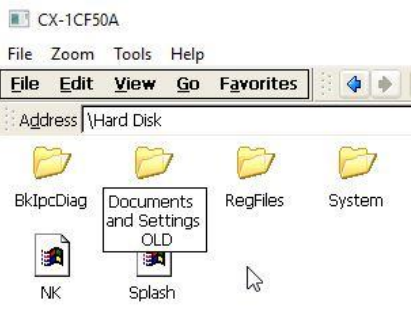 CX-1CF50A
File Zoom Tools Help
File Edit View Go Favorites
Address \Hard Disk
BkIpcDiag Documents and Settings OLD RegFiles System
NK Splash